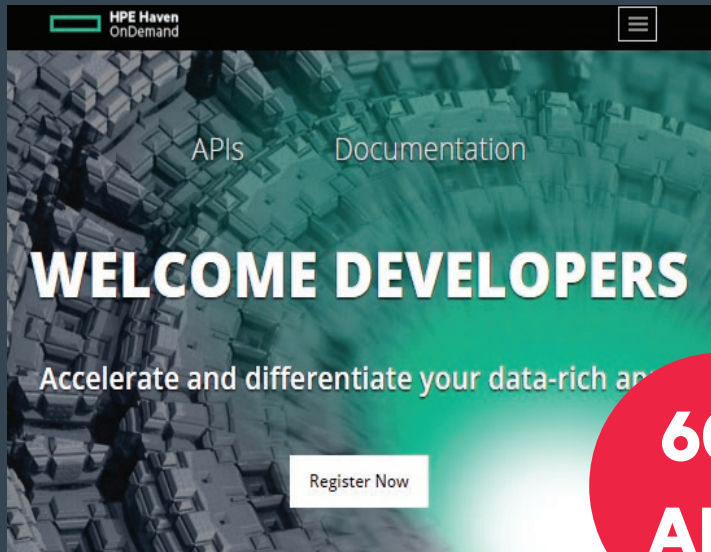 HPE Haven
OnDemand
APIs
Documentation
WELCOME DEVELOPERS
Accelerate and differentiate your data-rich
Register Now